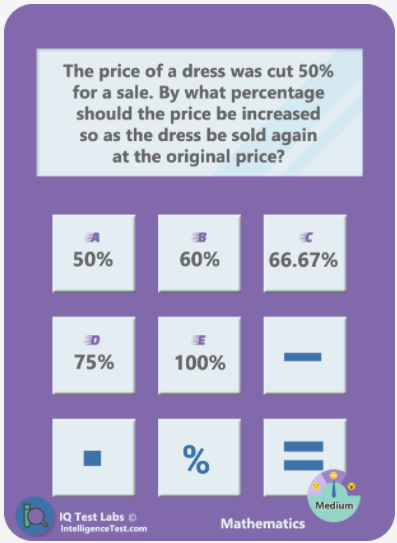 The price of a dress was cut 50%
for a sale. By what percentage
should the price be increased
so as the dress be sold again
at the original price?
A B C
50% 60% 66.67%
D E
75% 100% –
▪ % =
Medium
IQ Test Labs ©
IntelligenceTest.com
Mathematics